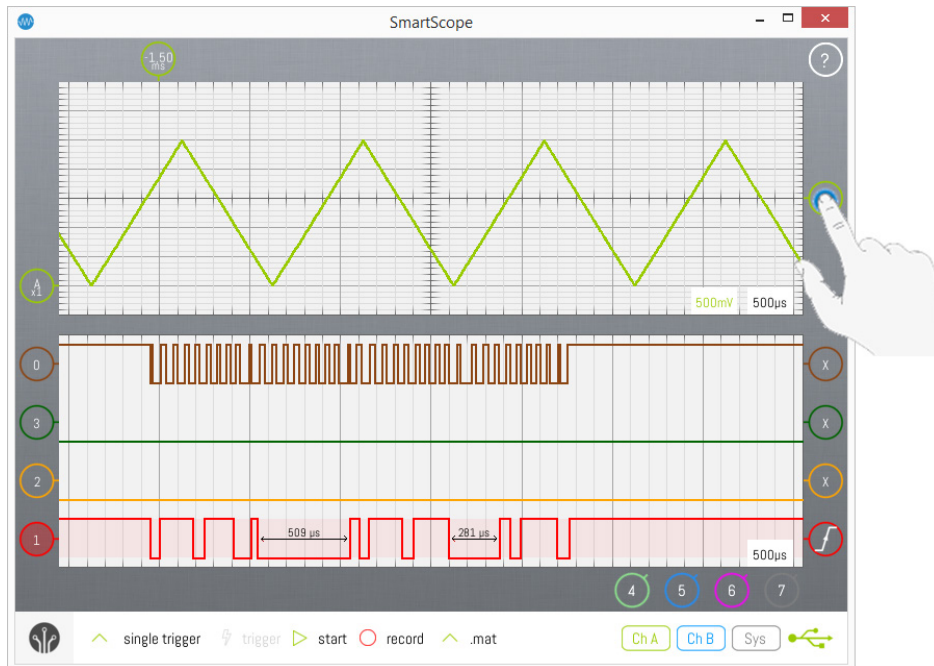 SmartScope
-1,50
ms
?
A
x1
500mV
500µs
0
X
3
X
2
X
1
509 µs
281 µs
500µs
4
5
6
7
single trigger
trigger
start
record
.mat
Ch A
Ch B
Sys